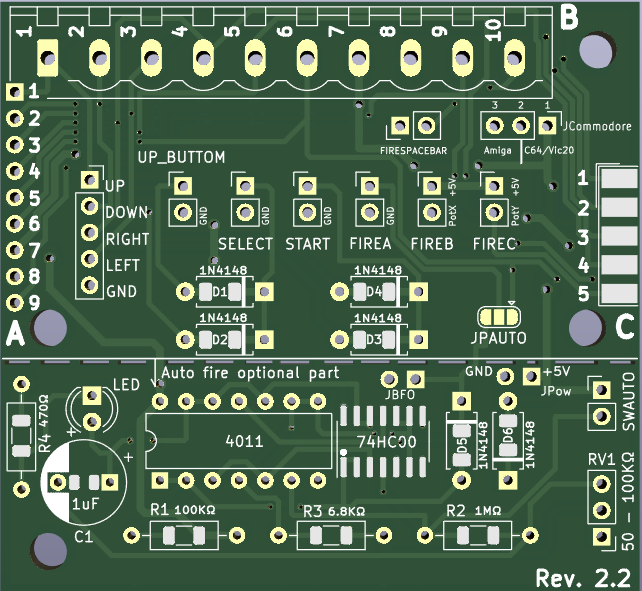 1 2 3 4 5 6 7 8 9 10 B
1
2
3
4
5
6
7
8
9
A
3 2 1
JCommodore
FIRESPACEBAR
Amiga C64/Vic20
UP_BUTTOM
UP
DOWN
RIGHT
LEFT
GND
GND GND GND GND PotX +5V PotY +5V
SELECT START FIREA FIREB FIREC
1
2
3
4
5
C
1N4148 1N4148
D1 D4
1N4148 1N4148
D2 D3
JPAUTO
Auto fire optional part
GND +5V
JPow
JBFO
LED
+
R4 470Ω
SWAUTO
4011
74HC00
D5 1N4148
D6 1N4148
+
1uF
C1
RV1
50 – 100KΩ
R1 100KΩ
R3 6.8KΩ
R2 1MΩ
Rev. 2.2